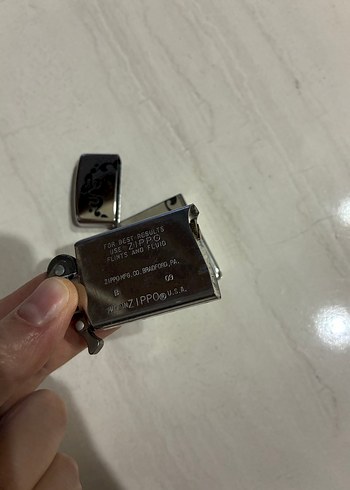 FOR BEST RESULTS
USE ZIPPO
FLINTS AND FLUID
ZIPPO MFG.CO. BRADFORD, PA.
09
ZIPPO® U.S.A.